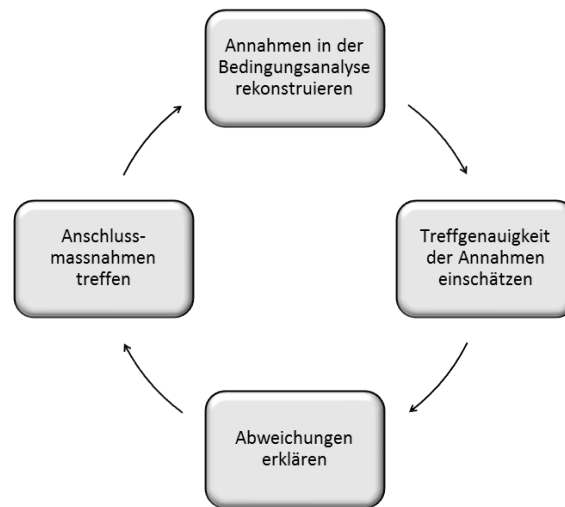 Annahmen in der
Bedingungsanalyse
rekonstruieren
Treffgenauigkeit
der Annahmen
einschätzen
Abweichungen
erklären
Anschluss-
massnahmen
treffen